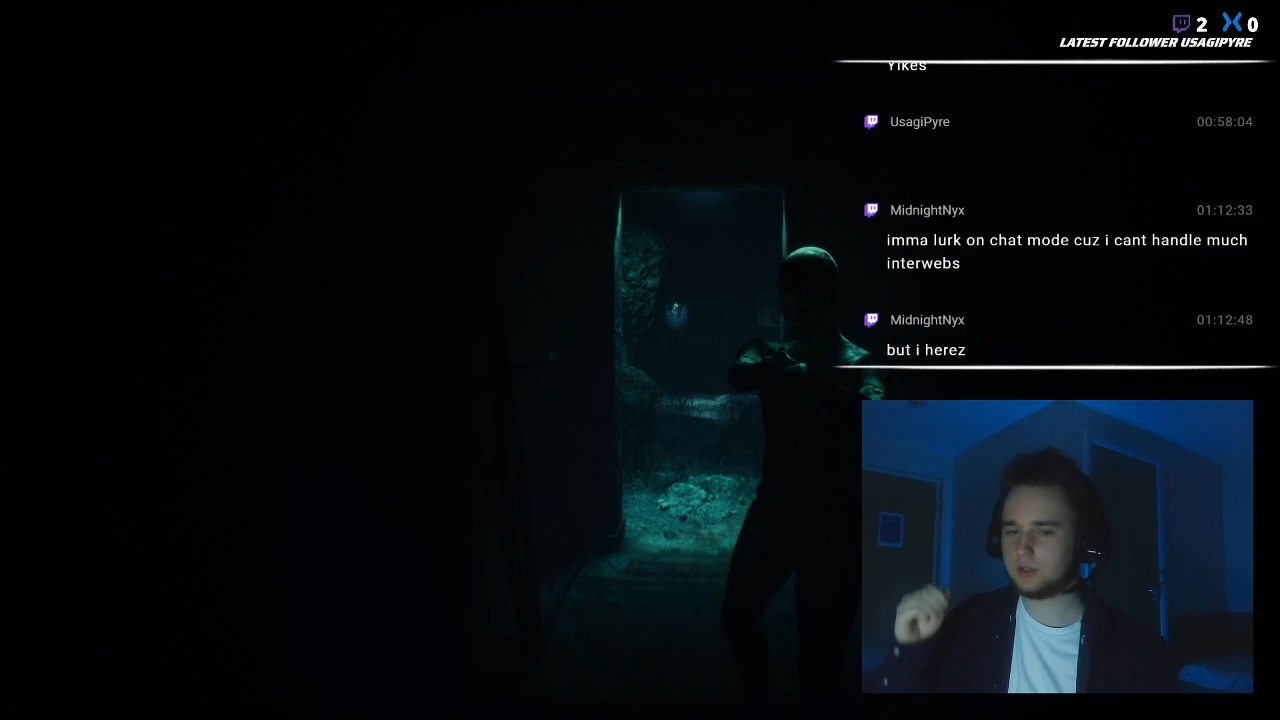 2 0
LATEST FOLLOWER USAGIPYRE
Yikes
UsagiPyre 00:58:04
MidnightNyx 01:12:33
imma lurk on chat mode cuz i cant handle much
interwebs
MidnightNyx 01:12:48
but i herez